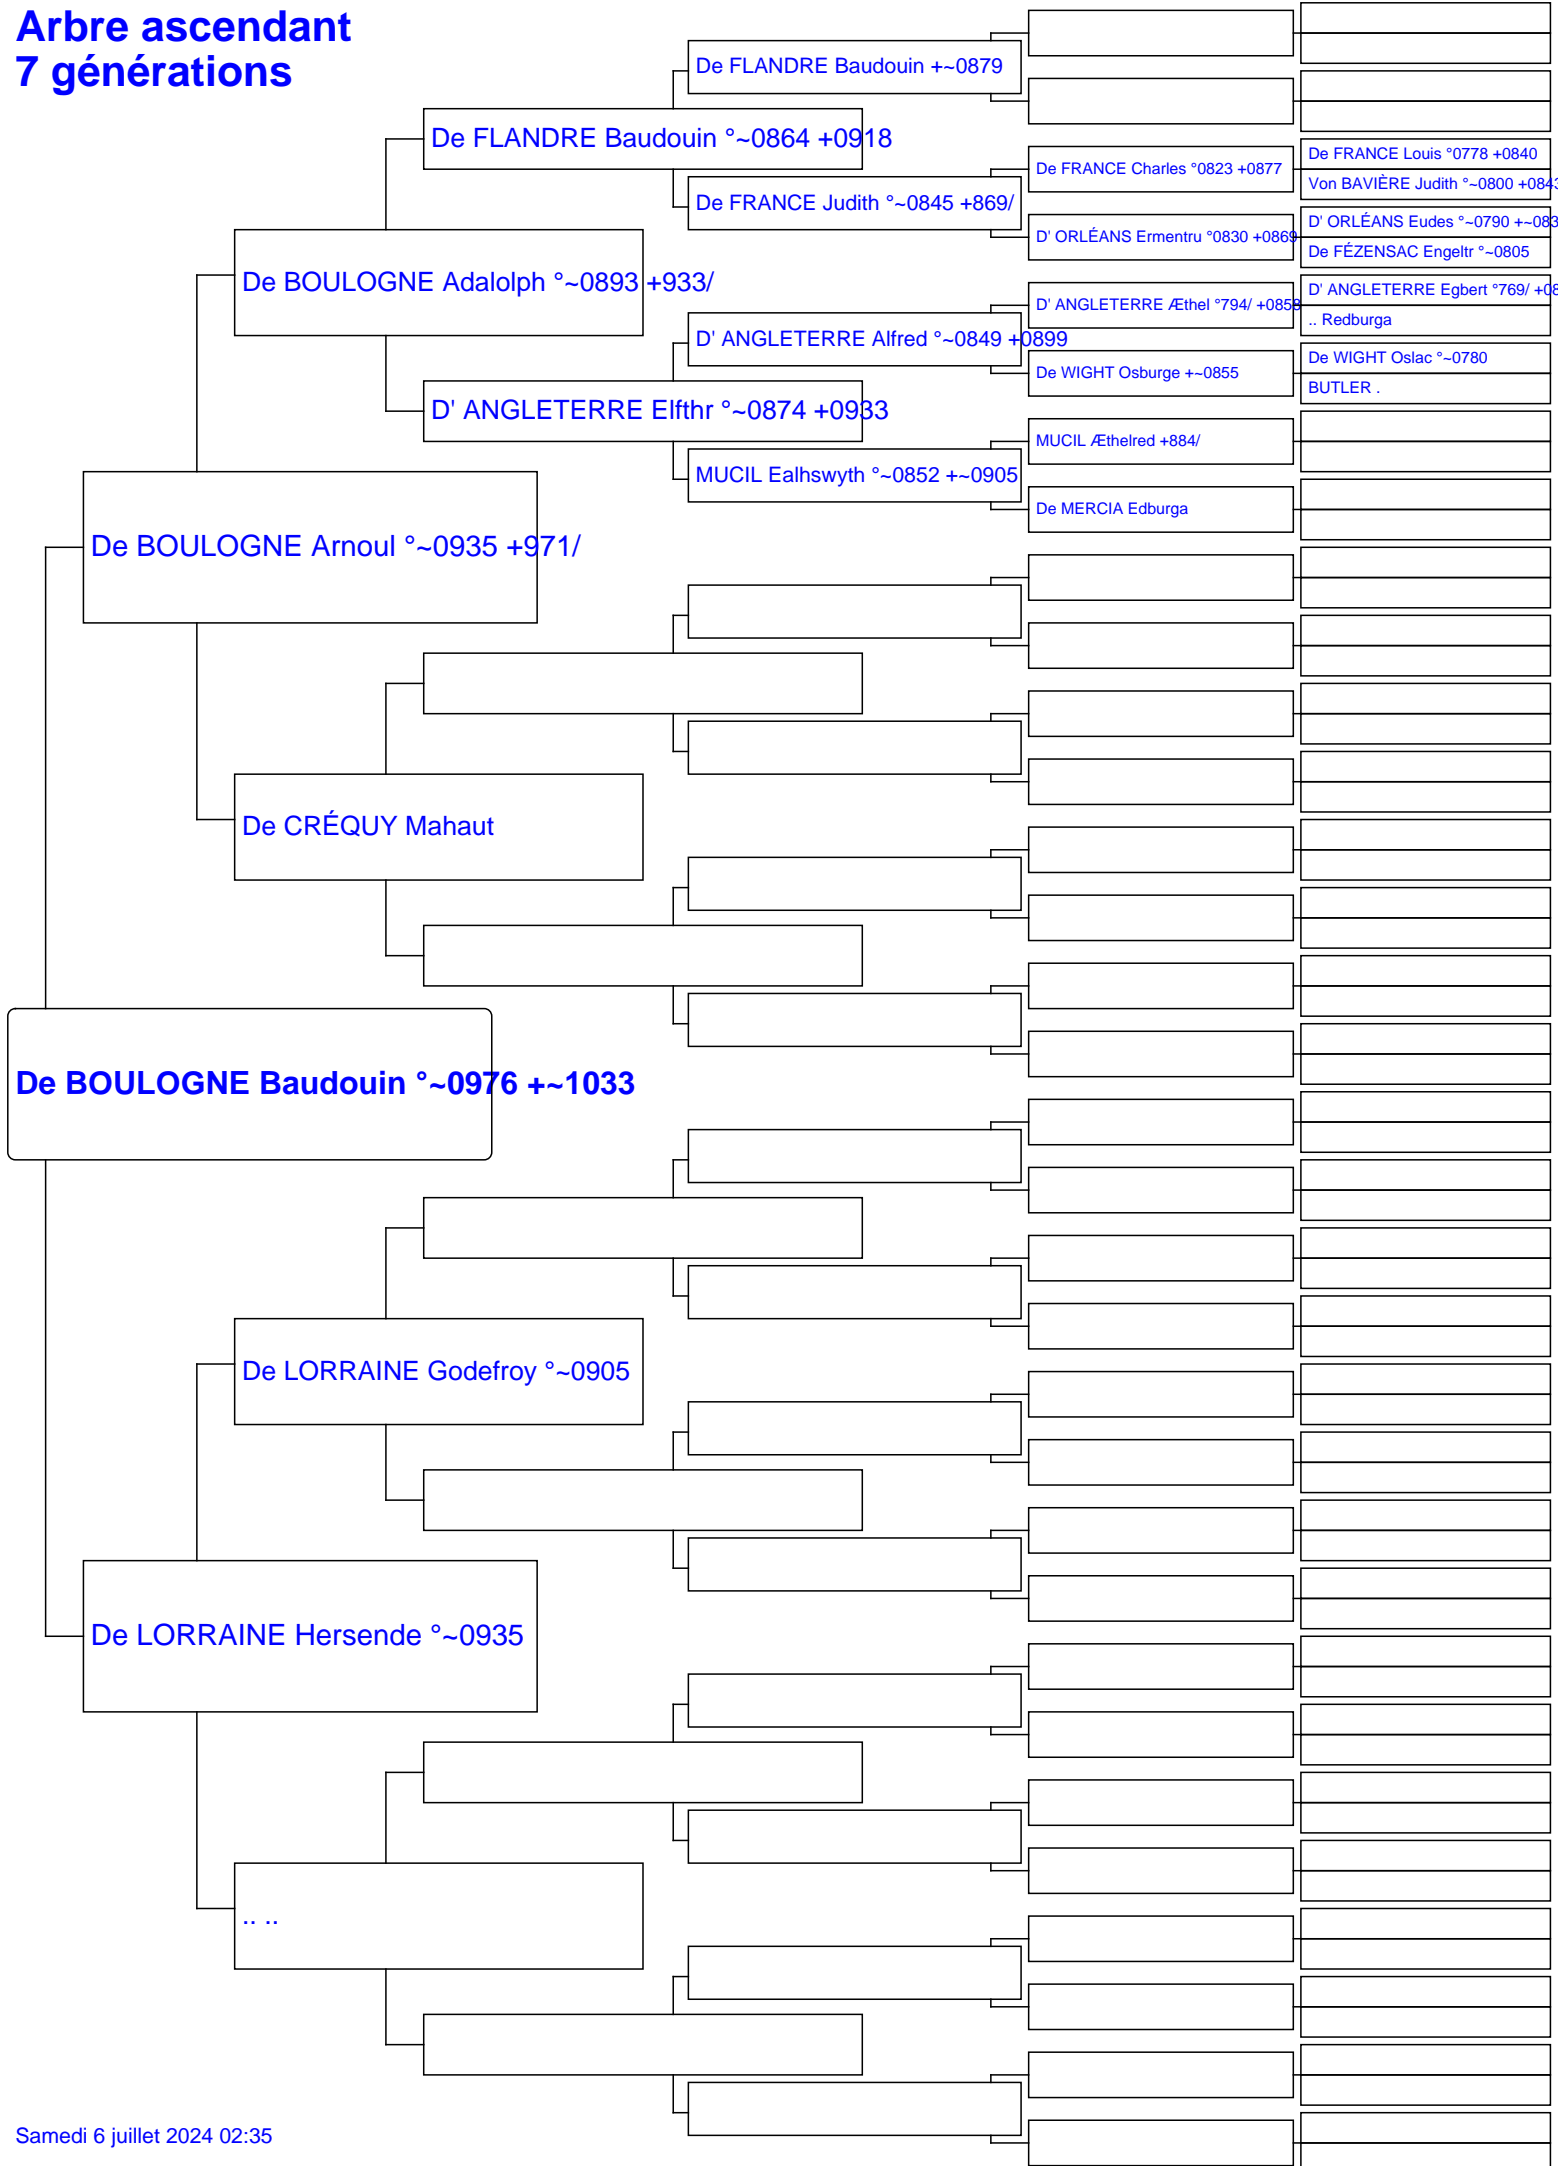 Arbre ascendant
7 générations
De FLANDRE Baudouin +~0879
De FLANDRE Baudouin °~0864 +0918
De FRANCE Charles °0823 +0877
De FRANCE Louis °0778 +0840
Von BAVIÈRE Judith °~0800 +0843
De FRANCE Judith °~0845 +869/
D' ORLÉANS Ermentru °0830 +0869
D' ORLÉANS Eudes °~0790 +~083
De FÉZENSAC Engeltr °~0805
De BOULOGNE Adalolph °~0893 +933/
D' ANGLETERRE Æthel °794/ +0858
D' ANGLETERRE Egbert °769/ +08
.. Redburga
D' ANGLETERRE Alfred °~0849 +0899
De WIGHT Osburge +~0855
De WIGHT Oslac °~0780
BUTLER .
D' ANGLETERRE Elfthr °~0874 +0933
MUCIL Æthelred +884/
MUCIL Ealhswyth °~0852 +~0905
De MERCIA Edburga
De BOULOGNE Arnoul °~0935 +971/
De CRÉQUY Mahaut
De BOULOGNE Baudouin °~0976 +~1033
De LORRAINE Godefroy °~0905
De LORRAINE Hersende °~0935
.. ..
Samedi 6 juillet 2024 02:35